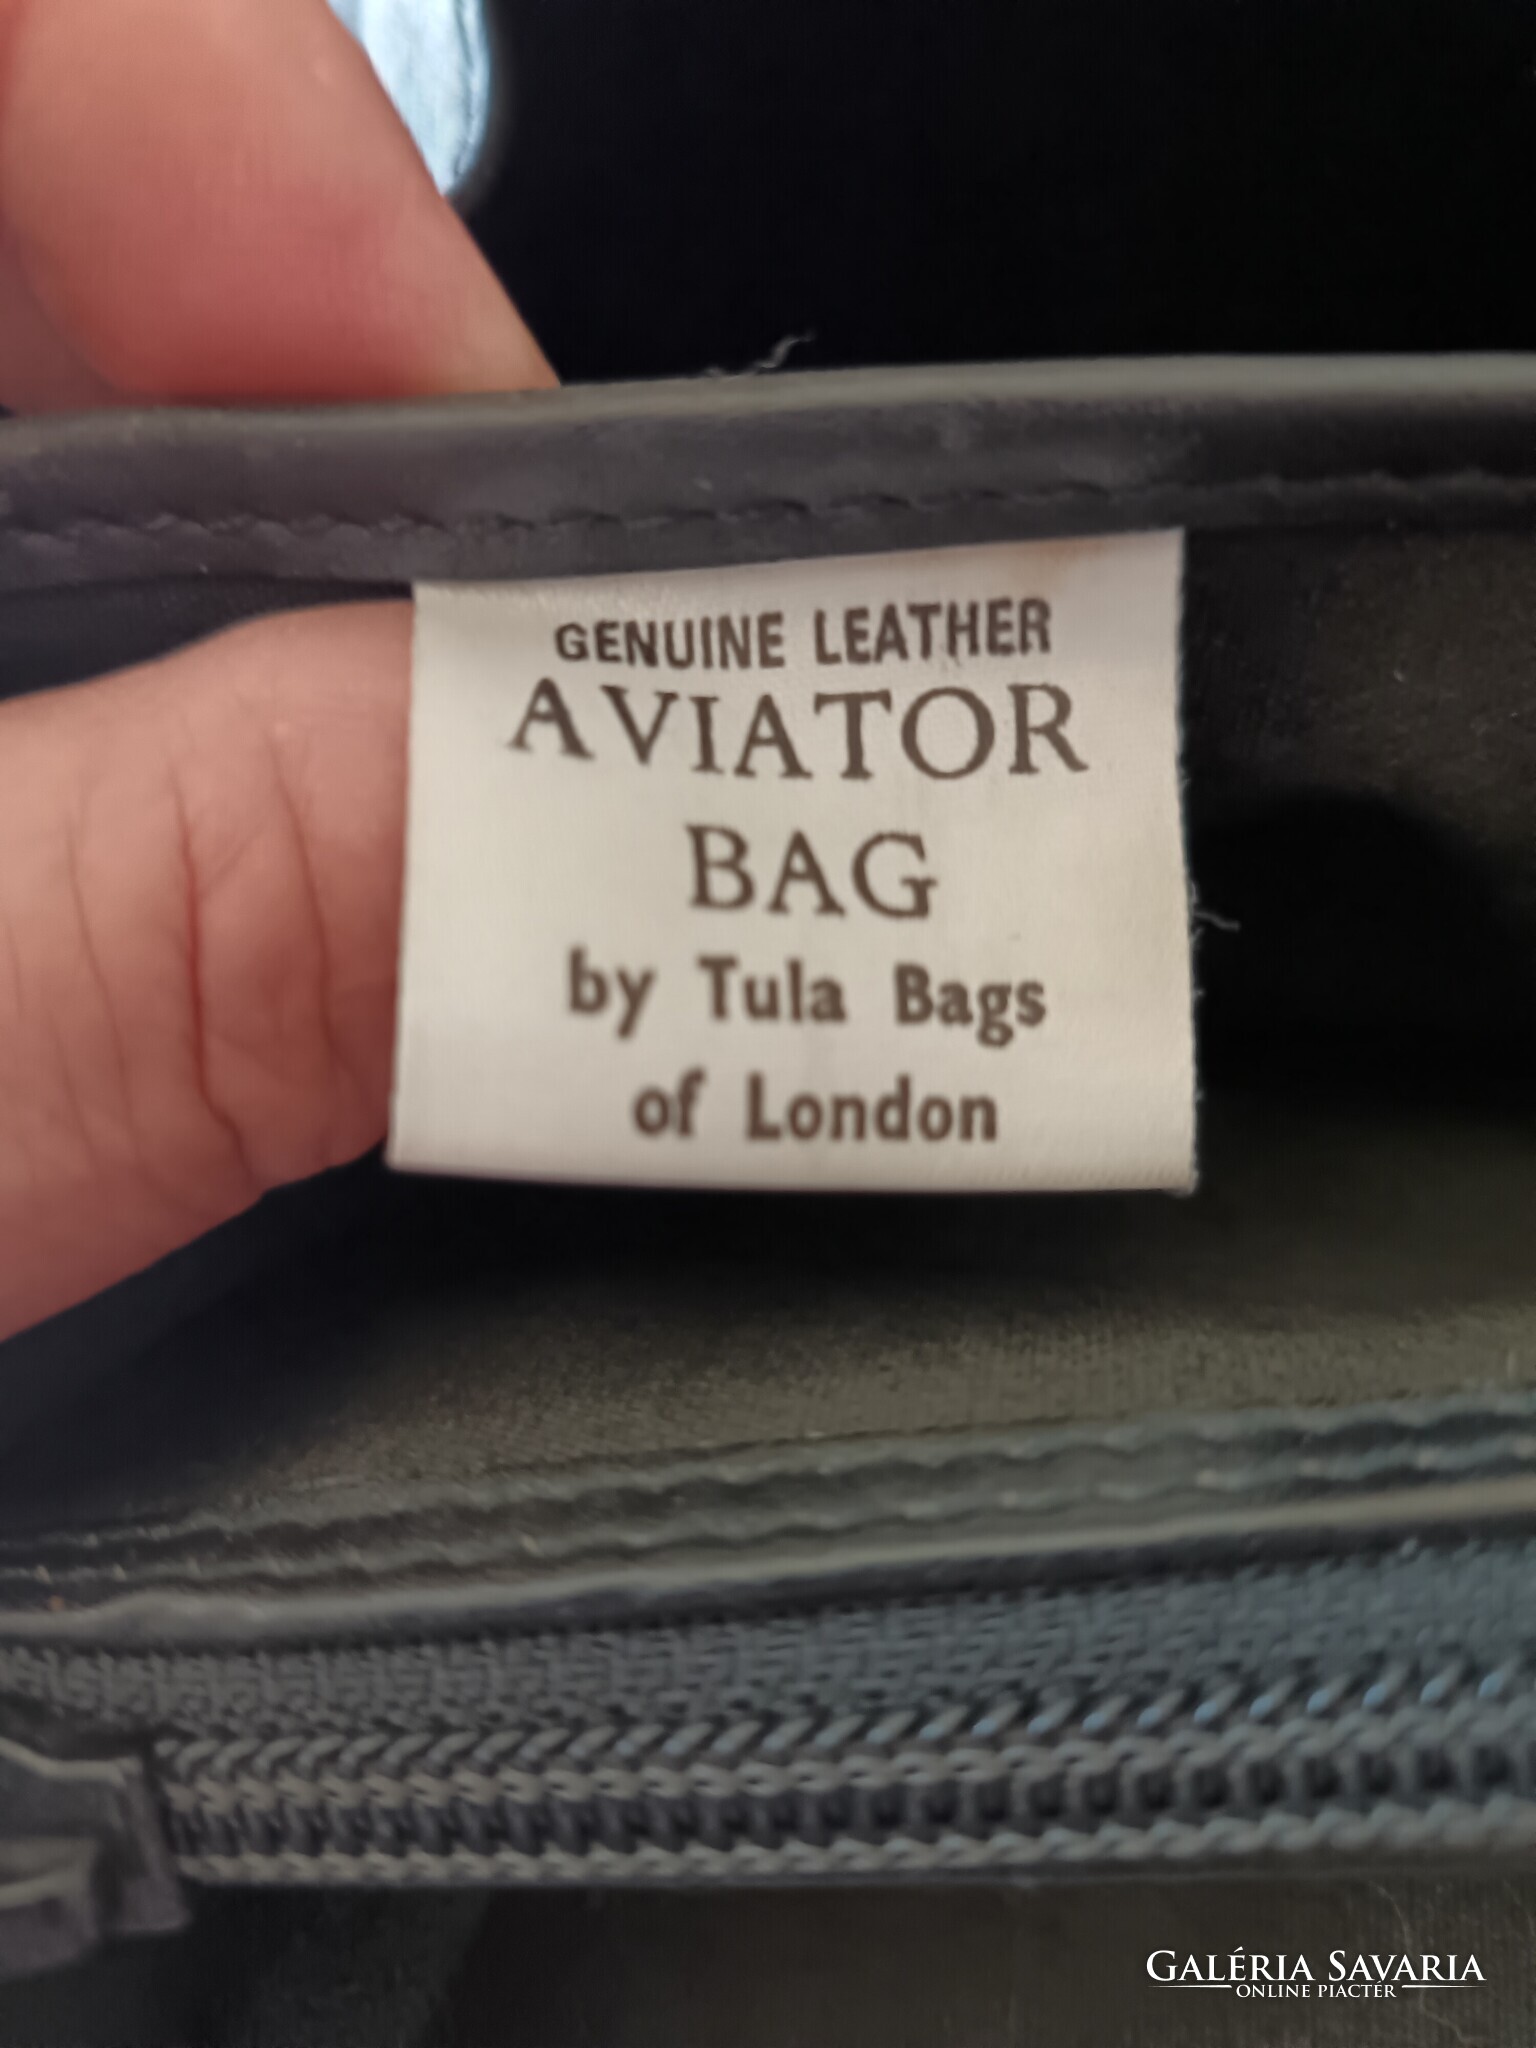 GENUINE LEATHER
AVIATOR
BAG
by Tula Bags
of London
GALÉRIA SAVARIA
ONLINE PIACTÉR